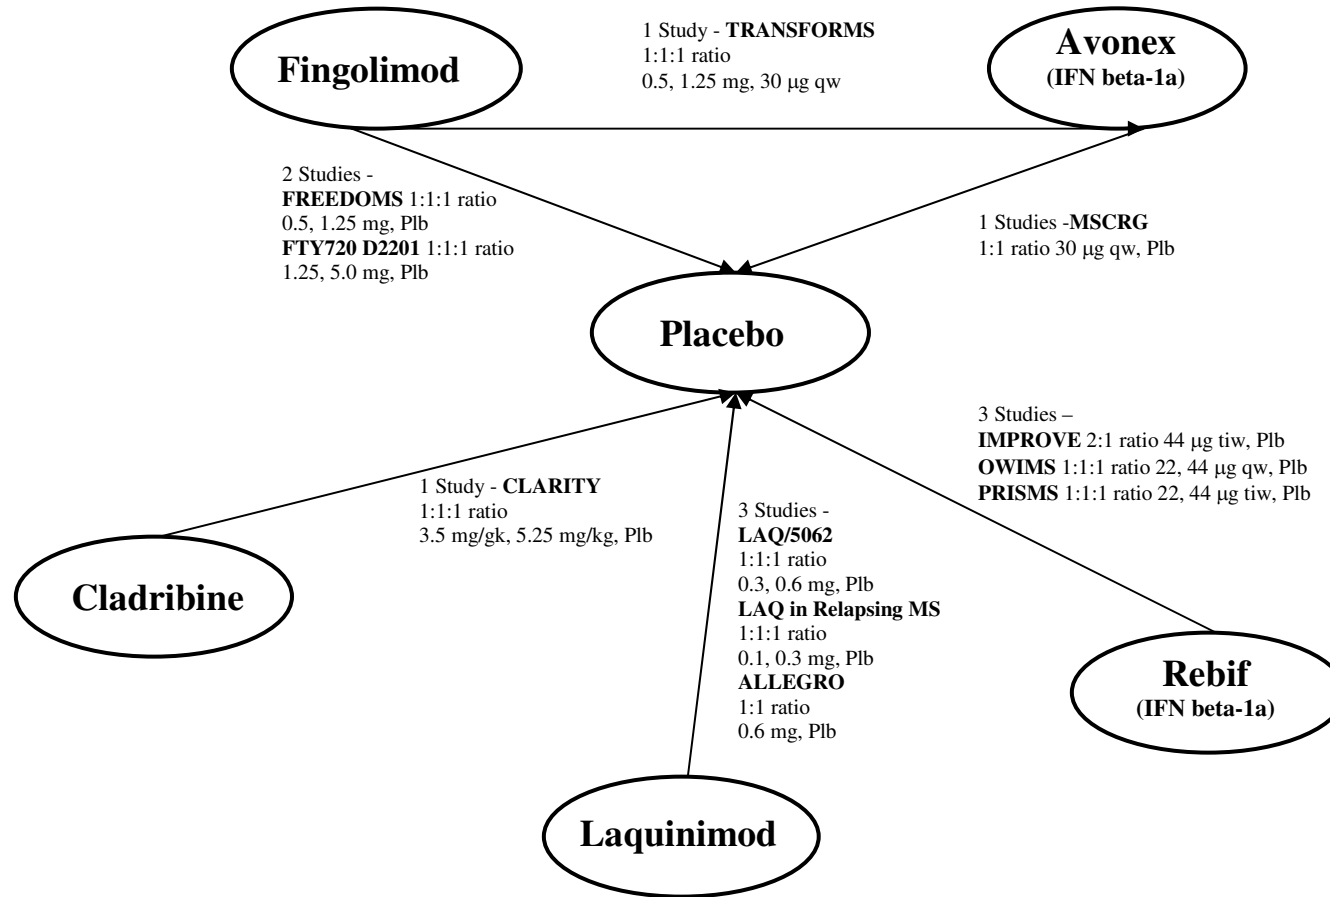 Fingolimod
1 Study - TRANSFORMS
1:1:1 ratio
0.5, 1.25 mg, 30 μg qw
Avonex
(IFN beta-1a)
2 Studies -
FREEDOMS 1:1:1 ratio
0.5, 1.25 mg, Plb
FTY720 D2201 1:1:1 ratio
1.25, 5.0 mg, Plb
1 Studies -MSCRG
1:1 ratio 30 μg qw, Plb
Placebo
1 Study - CLARITY
1:1:1 ratio
3.5 mg/gk, 5.25 mg/kg, Plb
3 Studies -
LAQ/5062
1:1:1 ratio
0.3, 0.6 mg, Plb
LAQ in Relapsing MS
1:1:1 ratio
0.1, 0.3 mg, Plb
ALLEGRO
1:1 ratio
0.6 mg, Plb
3 Studies –
IMPROVE 2:1 ratio 44 μg tiw, Plb
OWIMS 1:1:1 ratio 22, 44 μg qw, Plb
PRISMS 1:1:1 ratio 22, 44 μg tiw, Plb
Cladribine
Rebif
(IFN beta-1a)
Laquinimod